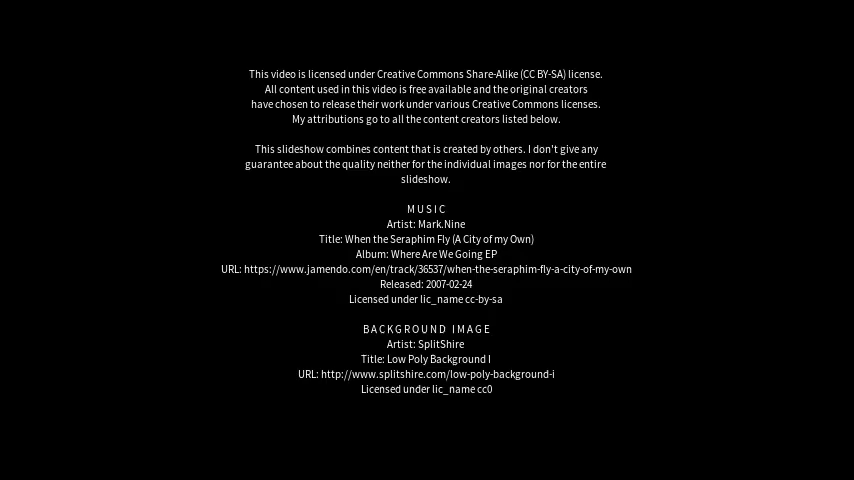 This video is licensed under Creative Commons Share-Alike (CC BY-SA) license.
All content used in this video is free available and the original creators
have chosen to release their work under various Creative Commons licenses.
My attributions go to all the content creators listed below.
This slideshow combines content that is created by others. I don't give any
guarantee about the quality neither for the individual images nor for the entire
slideshow.
MUSIC
Artist: Mark.Nine
Title: When the Seraphim Fly (A City of my Own)
Album: Where Are We Going EP
URL: https://www.jamendo.com/en/track/36537/when-the-seraphim-fly-a-city-of-my-own
Released: 2007-02-24
Licensed under lic_name cc-by-sa
BACKGROUND IMAGE
Artist: SplitShire
Title: Low Poly Background I
URL: http://www.splitshire.com/low-poly-background-i
Licensed under lic_name cc0